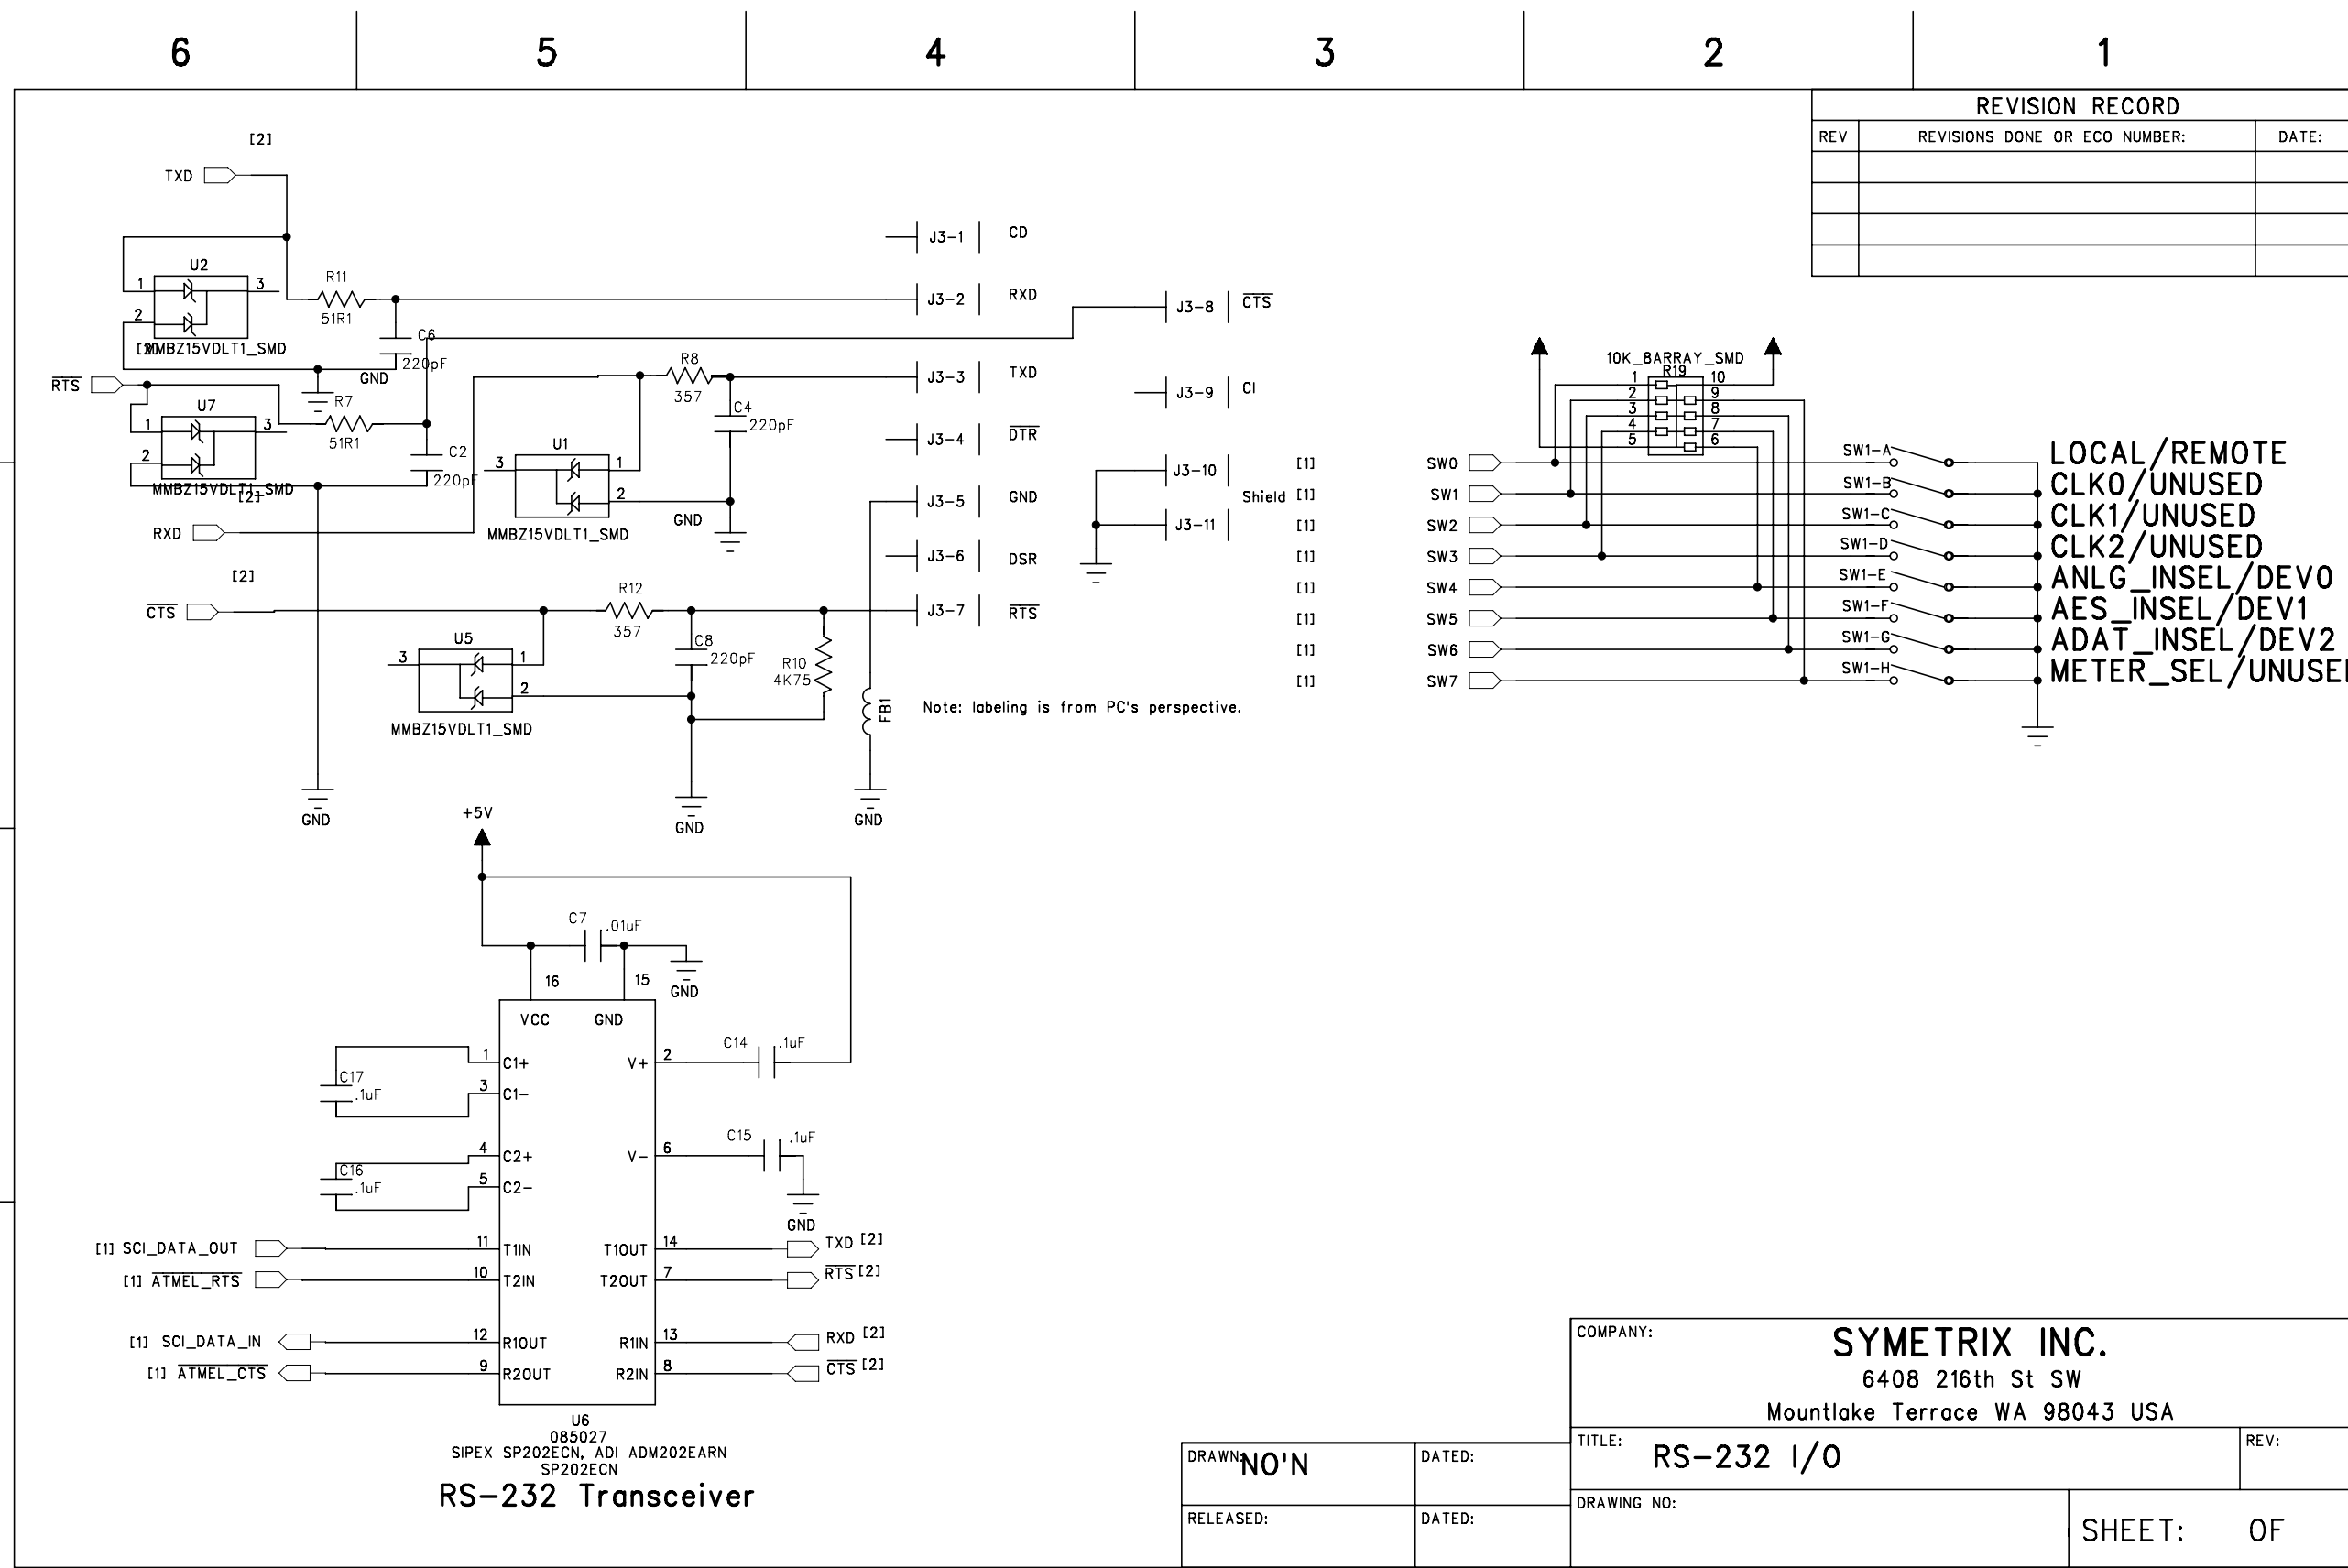 6 5 4 3 2 1
REVISION RECORD
REV REVISIONS DONE OR ECO NUMBER: DATE:
[2]
TXD
U2
1 3
2
MMBZ15VDLT1_SMD
R11
51R1
C6
220pF
GND
RTS
U7
1 3
2
MMBZ15VDLT1_SMD
[2]
R7
51R1
C2
220pF
GND
RXD
R8
357
C4
220pF
U1
3 1
2
MMBZ15VDLT1_SMD
GND
[2]
CTS
R12
357
U5
3 1
2
MMBZ15VDLT1_SMD
C8
220pF
R10
4K75
GND
FB1
GND
J3-1 CD
J3-2 RXD
J3-3 TXD
J3-4 DTR
J3-5 GND
J3-6 DSR
J3-7 RTS
J3-8 CTS
J3-9 CI
J3-10
Shield
J3-11
Note: labeling is from PC's perspective.
10K_8ARRAY_SMD
R19
1 10
2 9
3 8
4 7
5 6
[1] SW0 SW1-A LOCAL/REMOTE
[1] SW1 SW1-B CLK0/UNUSED
[1] SW2 SW1-C CLK1/UNUSED
[1] SW3 SW1-D CLK2/UNUSED
[1] SW4 SW1-E ANLG_INSEL/DEV0
[1] SW5 SW1-F AES_INSEL/DEV1
[1] SW6 SW1-G ADAT_INSEL/DEV2
[1] SW7 SW1-H METER_SEL/UNUSE
+5V
C7
.01uF
16 15
GND
VCC GND
C14 .1uF
1 C1+ V+ 2
C17
.1uF
3 C1-
C15 .1uF
4 C2+ V- 6
C16
.1uF
5 C2-
GND
[1] SCI_DATA_OUT 11 T1IN T1OUT 14 TXD [2]
[1] ATMEL_RTS 10 T2IN T2OUT 7 RTS [2]
[1] SCI_DATA_IN 12 R1OUT R1IN 13 RXD [2]
[1] ATMEL_CTS 9 R2OUT R2IN 8 CTS [2]
U6
085027
SIPEX SP202ECN, ADI ADM202EARN
SP202ECN
RS-232 Transceiver
COMPANY:
SYMETRIX INC.
6408 216th St SW
Mountlake Terrace WA 98043 USA
DRAWN: NO'N DATED:
TITLE: RS-232 I/O REV:
RELEASED: DATED:
DRAWING NO:
SHEET: OF